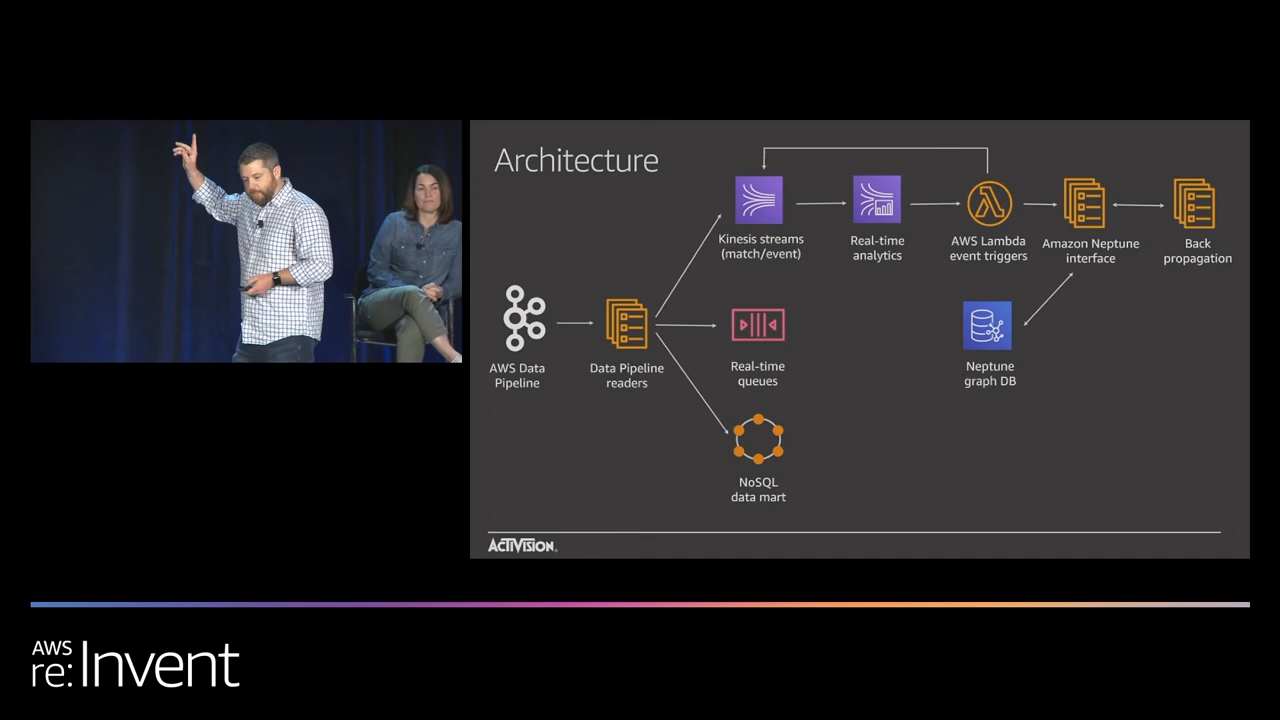 Architecture
Kinesis streams
(match/event)
Real-time
analytics
AWS Lambda
event triggers
Amazon Neptune
interface
Back
propagation
AWS Data
Pipeline
Data Pipeline
readers
Real-time
queues
Neptune
graph DB
NoSQL
data mart
ACTIVISION.
AWS
re:Invent